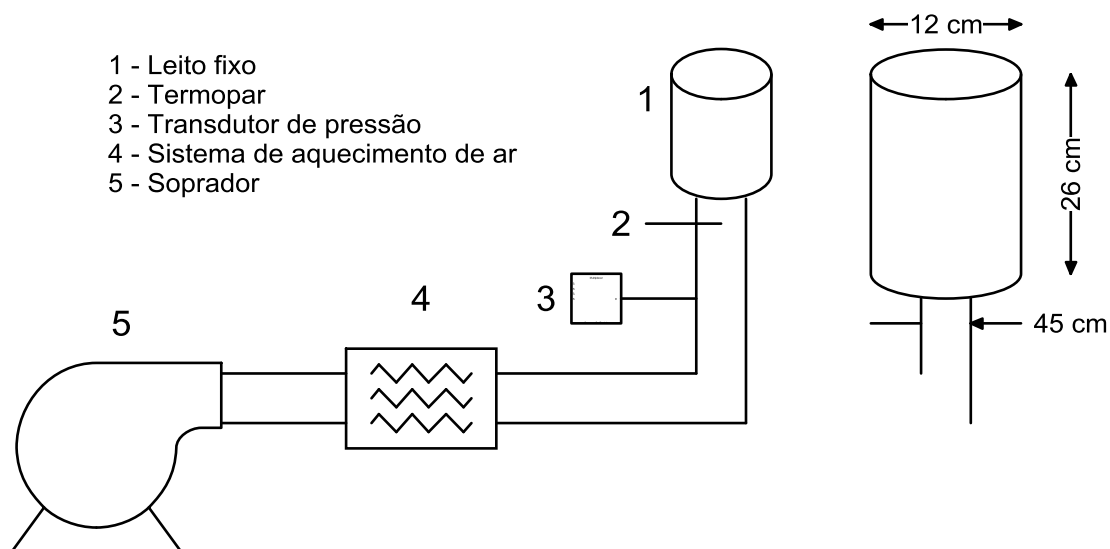 1 - Leito fixo
2 - Termopar
3 - Transdutor de pressão
4 - Sistema de aquecimento de ar
5 - Soprador
1
2
3
4
5
12 cm
26 cm
45 cm